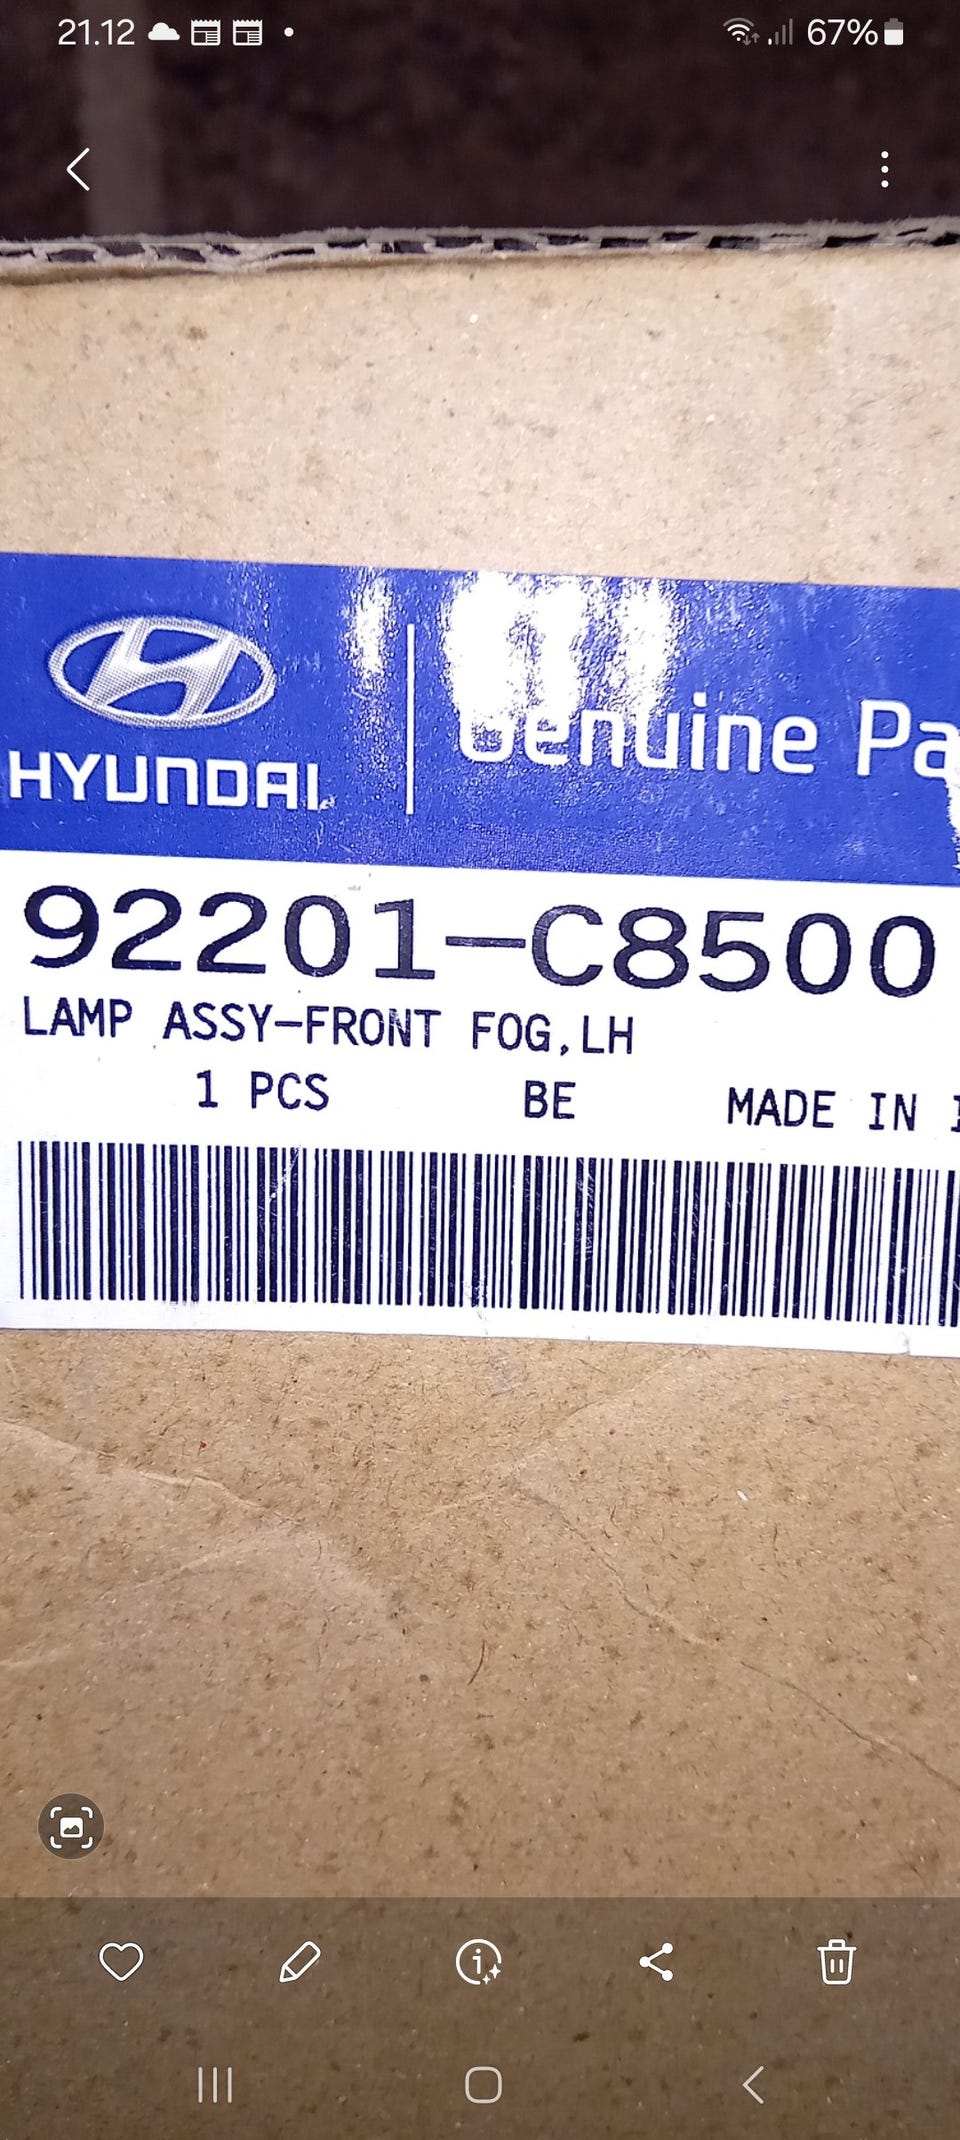 21.12
67%
HYUNDAI
Genuine Pa
92201-C8500
LAMP ASSY-FRONT FOG,LH
1 PCS BE MADE IN